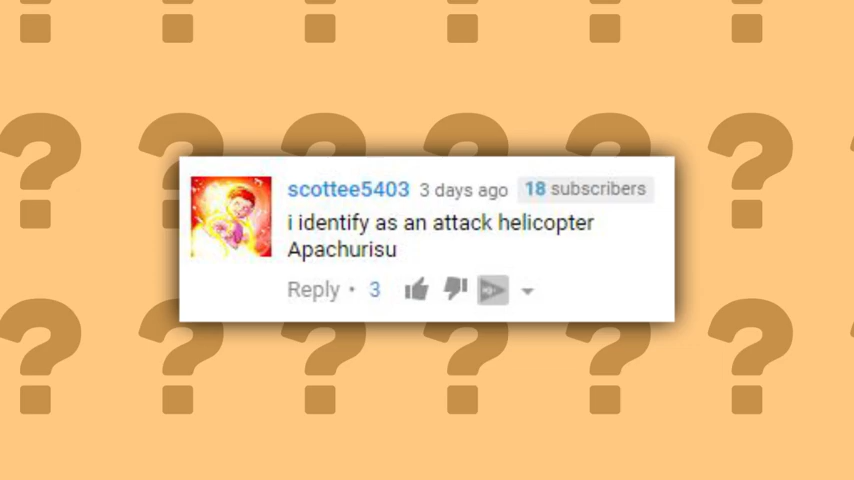 scottee5403 3 days ago 18 subscribers
i identify as an attack helicopter
Apachurisu
Reply • 3